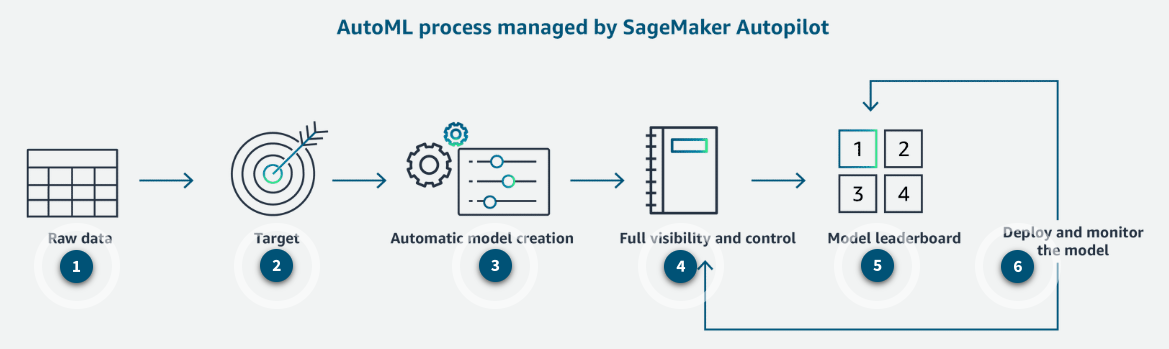 AutoML process managed by SageMaker Autopilot
1 2
3 4
Raw data
Target
Automatic model creation
Full visibility and control
Model leaderboard
Deploy and monitor
the model
1
2
3
4
5
6